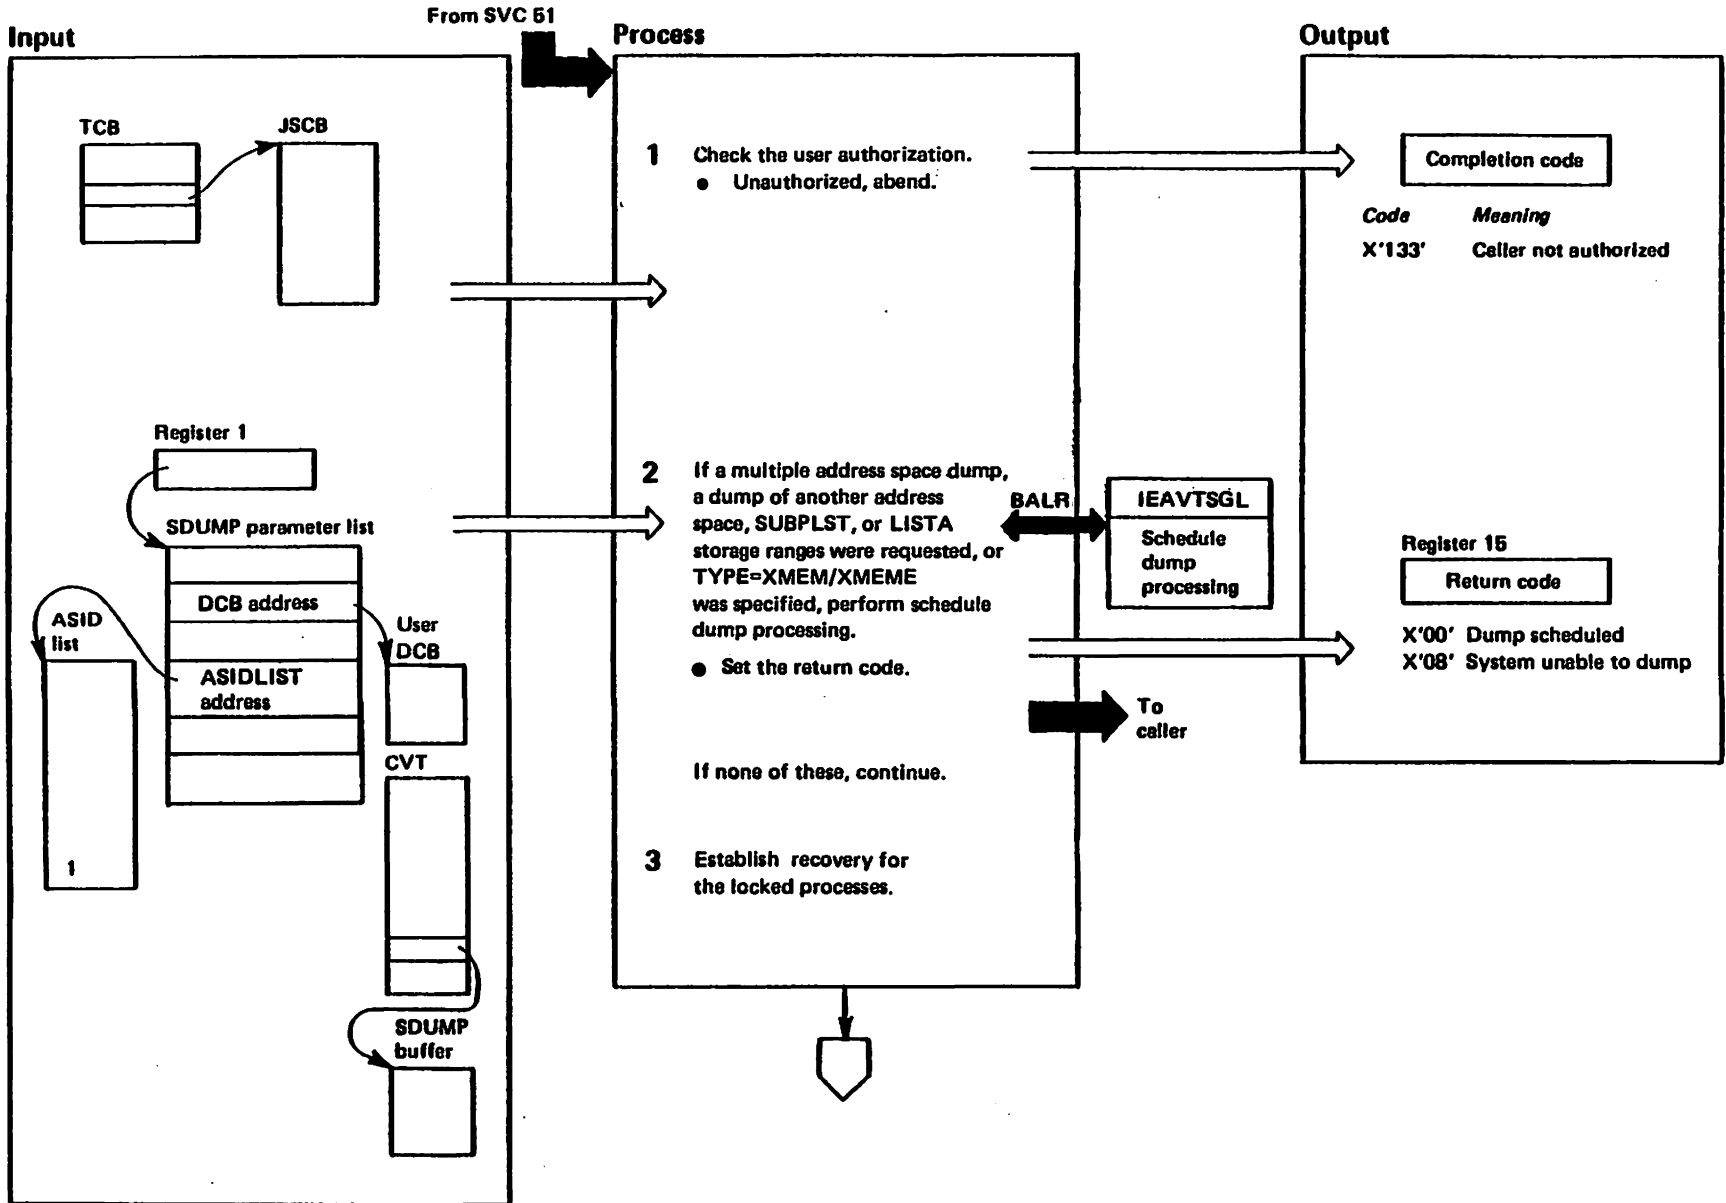 From SVC 51
Input
Process
Output
TCB
JSCB
1 Check the user authorization.
● Unauthorized, abend.
Completion code
Code Meaning
X'133' Caller not authorized
Register 1
SDUMP parameter list
DCB address
ASID
list
ASIDLIST
address
User
DCB
1
CVT
SDUMP
buffer
2 If a multiple address space dump,
a dump of another address
space, SUBPLST, or LISTA
storage ranges were requested, or
TYPE=XMEM/XMEME
was specified, perform schedule
dump processing.
● Set the return code.
BALR
IEAVTSGL
Schedule
dump
processing
Register 15
Return code
X'00' Dump scheduled
X'08' System unable to dump
To
caller
If none of these, continue.
3 Establish recovery for
the locked processes.